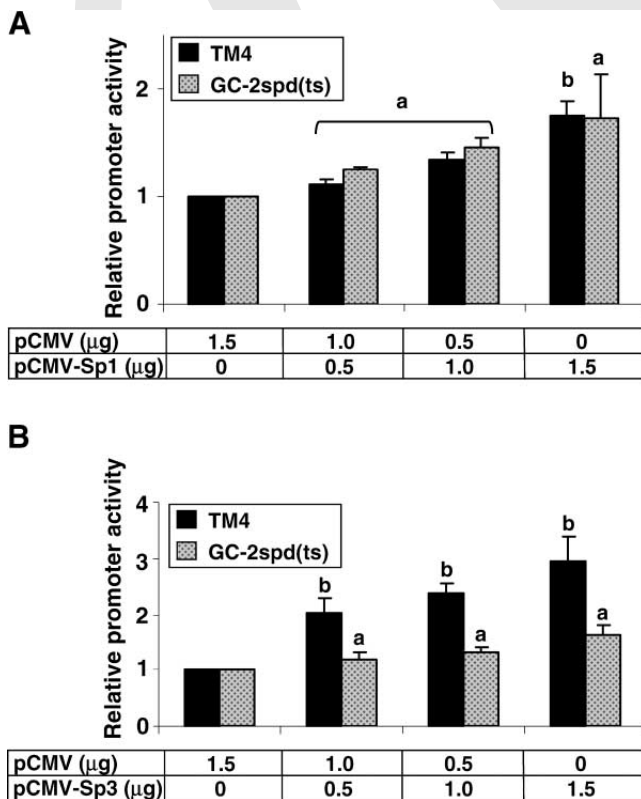 A
TM4
GC-2spd(ts)
a
b
a
Relative promoter activity
2
1
0
pCMV (μg) 1.5 1.0 0.5 0
pCMV-Sp1 (μg) 0 0.5 1.0 1.5
B
TM4
GC-2spd(ts)
b
a
b
a
b
a
Relative promoter activity
4
3
2
1
0
pCMV (μg) 1.5 1.0 0.5 0
pCMV-Sp3 (μg) 0 0.5 1.0 1.5